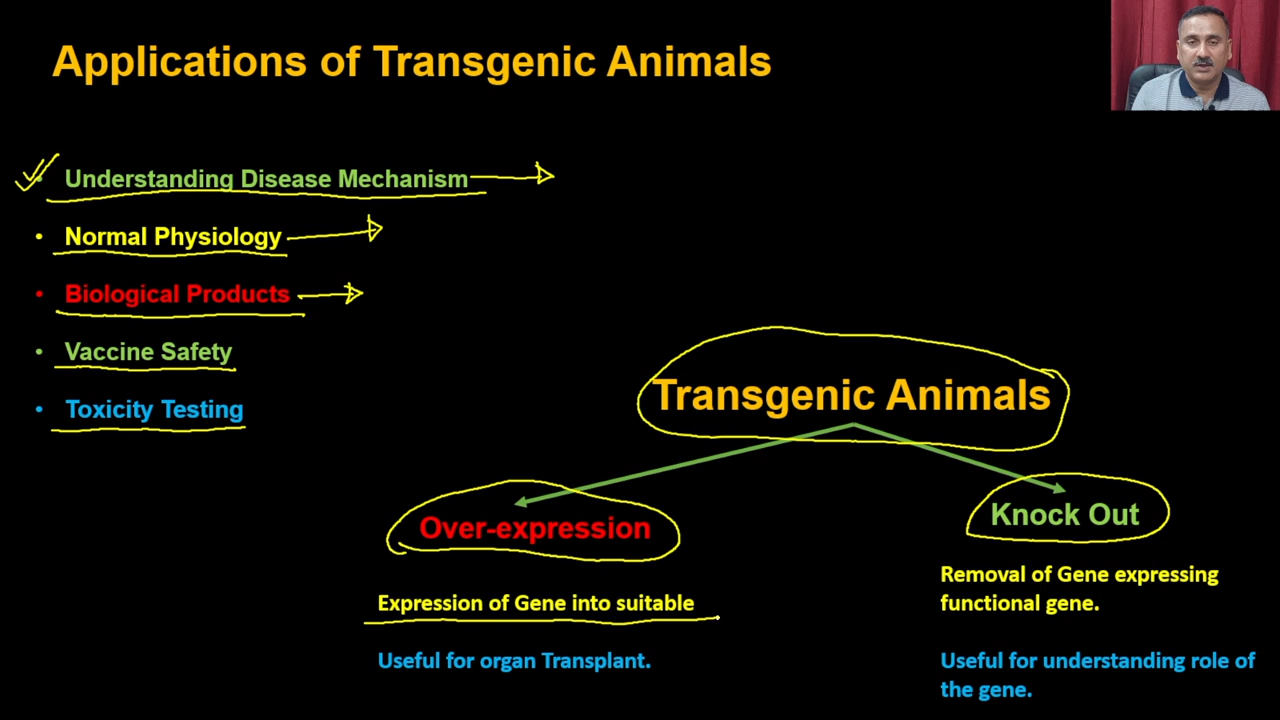 Applications of Transgenic Animals
• Understanding Disease Mechanism
• Normal Physiology
• Biological Products
• Vaccine Safety
• Toxicity Testing
Transgenic Animals
Over-expression
Expression of Gene into suitable
Useful for organ Transplant.
Knock Out
Removal of Gene expressing
functional gene.
Useful for understanding role of
the gene.